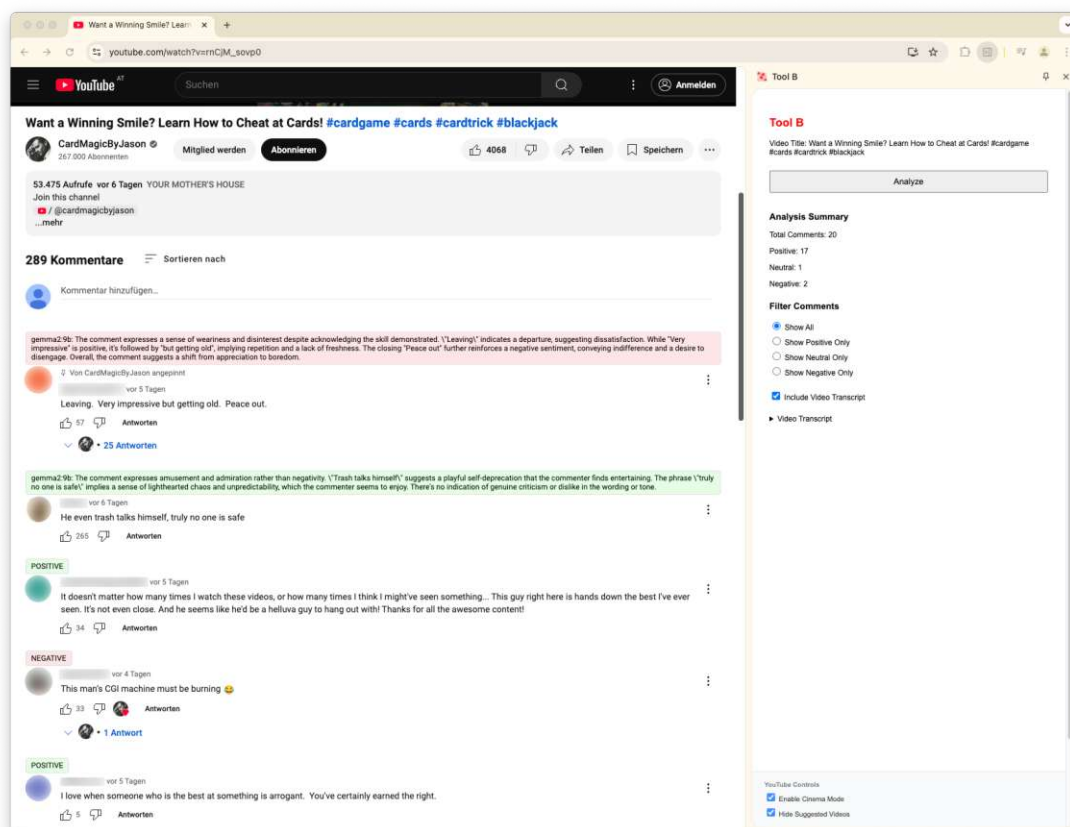 Want a Winning Smile? Learn
youtube.com/watch?v=rnCjM_sovp0
YouTube AT
Suchen
Anmelden
Want a Winning Smile? Learn How to Cheat at Cards! #cardgame #cards #cardtrick #blackjack
CardMagicByJason
267.000 Abonnenten
Mitglied werden
Abonnieren
4068
Teilen
Speichern
53.475 Aufrufe vor 6 Tagen YOUR MOTHER'S HOUSE
Join this channel
/ @cardmagicbyjason
...mehr
289 Kommentare
Sortieren nach
Kommentar hinzufügen...
gemma2:9b: The comment expresses a sense of weariness and disinterest despite acknowledging the skill demonstrated. \"Leaving\" indicates a departure, suggesting dissatisfaction. While "Very
impressive" is positive, it's followed by "but getting old", implying repetition and a lack of freshness. The closing "Peace out" further reinforces a negative sentiment, conveying indifference and a desire to
disengage. Overall, the comment suggests a shift from appreciation to boredom.
Von CardMagicByJason angepinnt
vor 5 Tagen
Leaving. Very impressive but getting old. Peace out.
57
Antworten
25 Antworten
gemma2:9b: The comment expresses amusement and admiration rather than negativity. \"Trash talks himself\" suggests a playful self-deprecation that the commenter finds entertaining. The phrase \"truly
no one is safe\" implies a sense of lighthearted chaos and unpredictability, which the commenter seems to enjoy. There's no indication of genuine criticism or dislike in the wording or tone.
vor 6 Tagen
He even trash talks himself, truly no one is safe
265
Antworten
POSITIVE
vor 5 Tagen
It doesn't matter how many times I watch these videos, or how many times I think I might've seen something... This guy right here is hands down the best I've ever
seen. It's not even close. And he seems like he'd be a helluva guy to hang out with! Thanks for all the awesome content!
34
Antworten
NEGATIVE
vor 4 Tagen
This man's CGI machine must be burning 😂
33
Antworten
1 Antwort
POSITIVE
vor 5 Tagen
I love when someone who is the best at something is arrogant. You've certainly earned the right.
5
Antworten
Tool B
Tool B
Video Title: Want a Winning Smile? Learn How to Cheat at Cards! #cardgame
#cards #cardtrick #blackjack
Analyze
Analysis Summary
Total Comments: 20
Positive: 17
Neutral: 1
Negative: 2
Filter Comments
Show All
Show Positive Only
Show Neutral Only
Show Negative Only
Include Video Transcript
Video Transcript
YouTube Controls
Enable Cinema Mode
Hide Suggested Videos